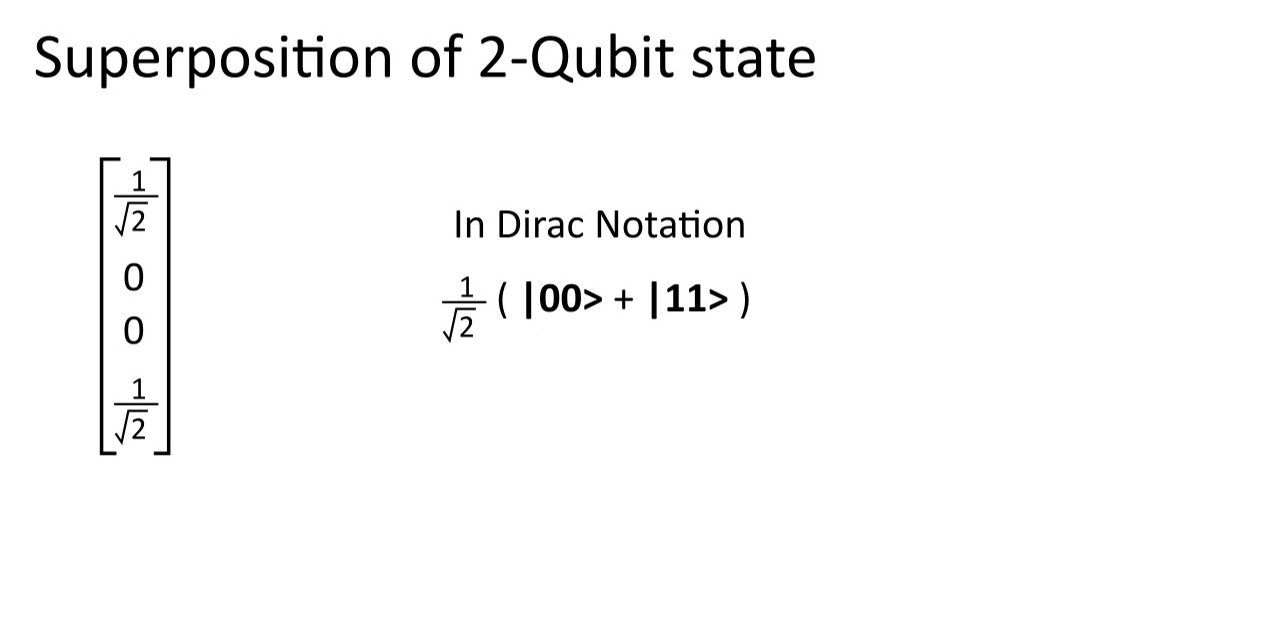 Superposition of 2-Qubit state
1
√2
0
0
1
√2
In Dirac Notation
1/√2 ( |00> + |11> )